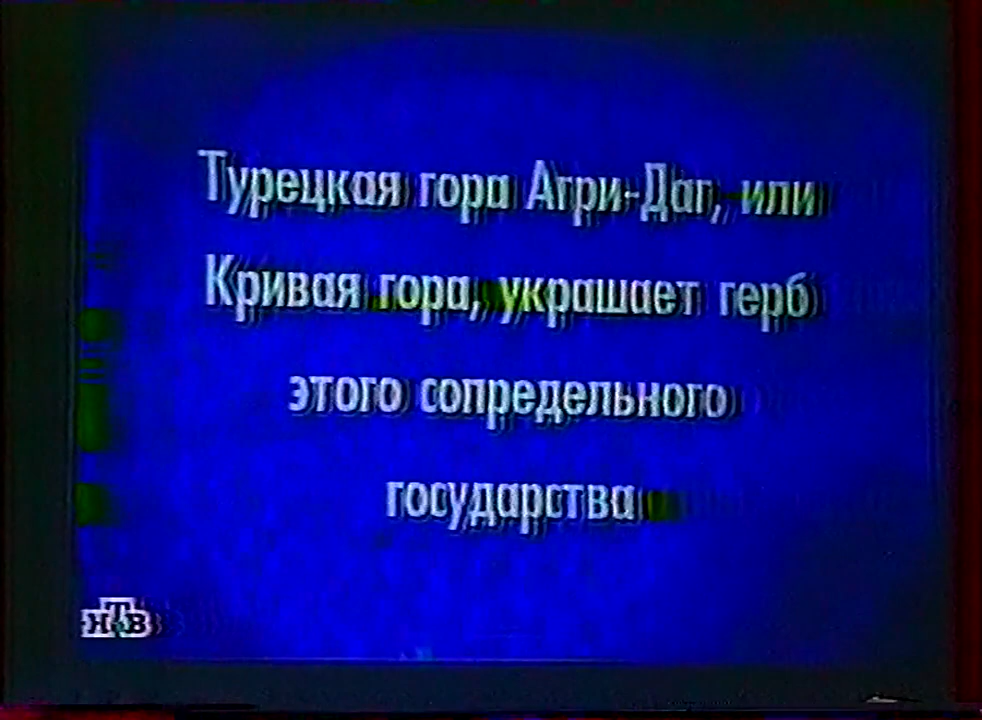 Турецкая гора Агри-Даг, или
Кривая гора, украшает герб
этого сопредельного
государства
НТВ